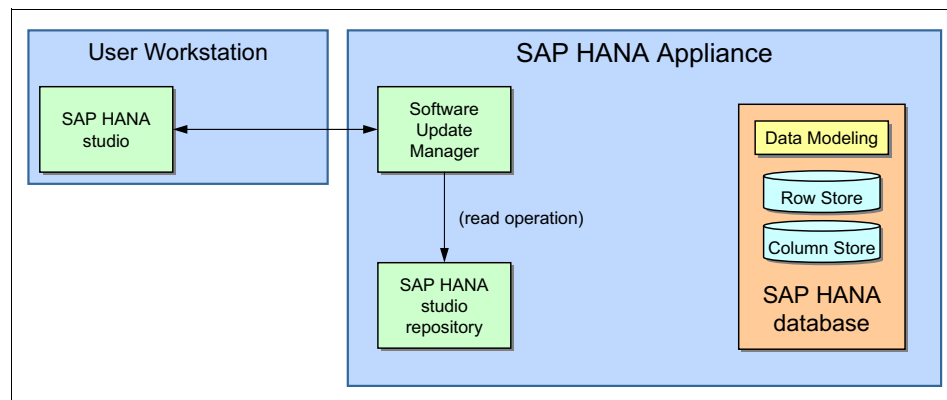 User Workstation
SAP HANA
studio
SAP HANA Appliance
Software
Update
Manager
(read operation)
SAP HANA
studio
repository
Data Modeling
Row Store
Column Store
SAP HANA
database